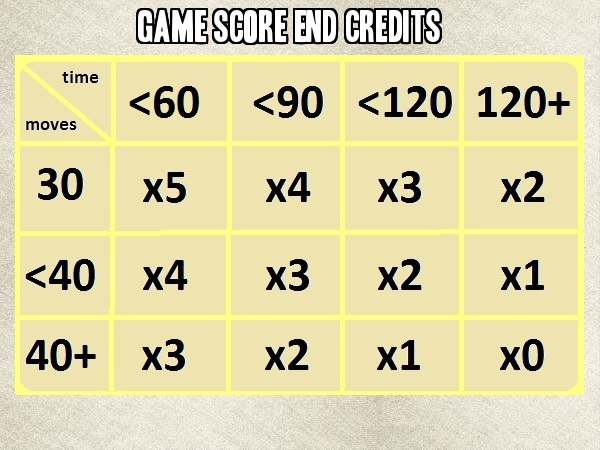 GAME SCORE END CREDITS
time
moves
<60 <90 <120 120+
30 x5 x4 x3 x2
<40 x4 x3 x2 x1
40+ x3 x2 x1 x0